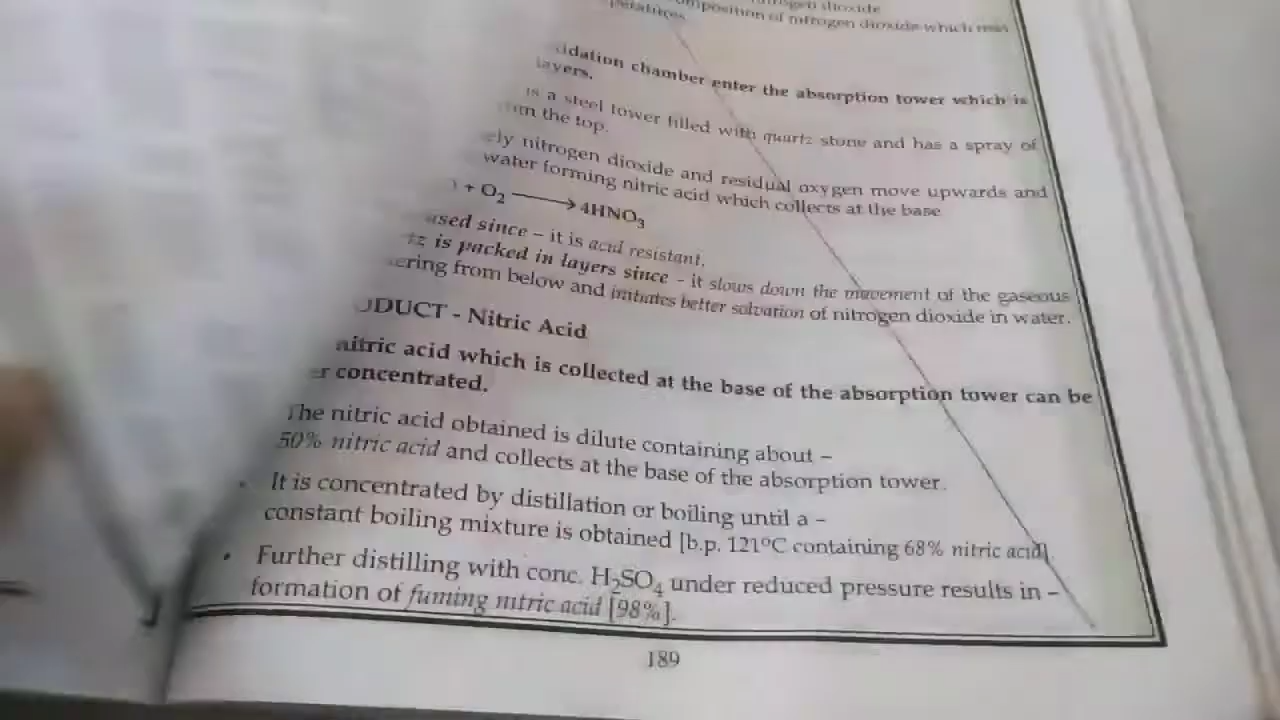 dioxide
of nitrogen dioxide which
chamber enter the absorption tower which is
layers.
is a steel tower filled with quartz stone and has a spray of
the top.
nitrogen dioxide and residual oxygen move upwards and
water forming nitric acid which collects at the base
+ O₂ ⟶ 4HNO₃
since – it is acid resistant.
is packed in layers since – it slows down the movement of the gaseous
from below and initiates better solvation of nitrogen dioxide in water.
- Nitric Acid
nitric acid which is collected at the base of the absorption tower can be
concentrated.
The nitric acid obtained is dilute containing about –
50% nitric acid and collects at the base of the absorption tower.
• It is concentrated by distillation or boiling until a –
constant boiling mixture is obtained [b.p. 121ºC containing 68% nitric acid]
• Further distilling with conc. H₂SO₄ under reduced pressure results in –
formation of fuming nitric acid [98%].
189